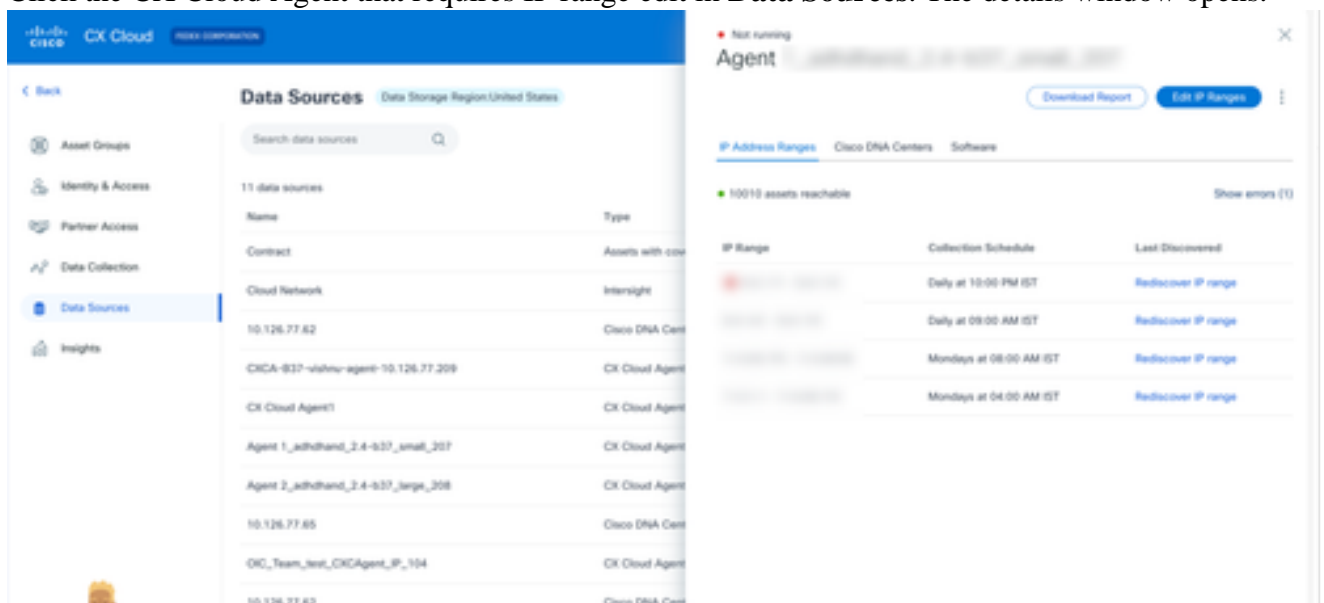 Click the CX Cloud Agent that requires IP range edit in Data Sources. The details window opens.
CISCO CX Cloud FEDEX CORPORATION
Not running
Agent
Back
Data Sources Data Storage Region:United States
Download Report Edit IP Ranges
Search data sources
Asset Groups
Identity & Access
Partner Access
Data Collection
Data Sources
Insights
11 data sources
Name Type
Contract Assets with cov
Cloud Network Intersight
10.126.77.62 Cisco DNA Cent
CXCA-B37-vishnu-agent-10.126.77.209 CX Cloud Agent
CX Cloud Agent1 CX Cloud Agent
Agent 1_adhdhand_2.4-b37_small_207 CX Cloud Agent
Agent 2_adhdhand_2.4-b37_large_208 CX Cloud Agent
10.126.77.65 Cisco DNA Cent
OIC_Team_test_CXCAgent_IP_104 CX Cloud Agent
IP Address Ranges Cisco DNA Centers Software
10010 assets reachable Show errors (1)
IP Range Collection Schedule Last Discovered
Daily at 10:00 PM IST Rediscover IP range
Daily at 09:00 AM IST Rediscover IP range
Mondays at 08:00 AM IST Rediscover IP range
Mondays at 04:00 AM IST Rediscover IP range